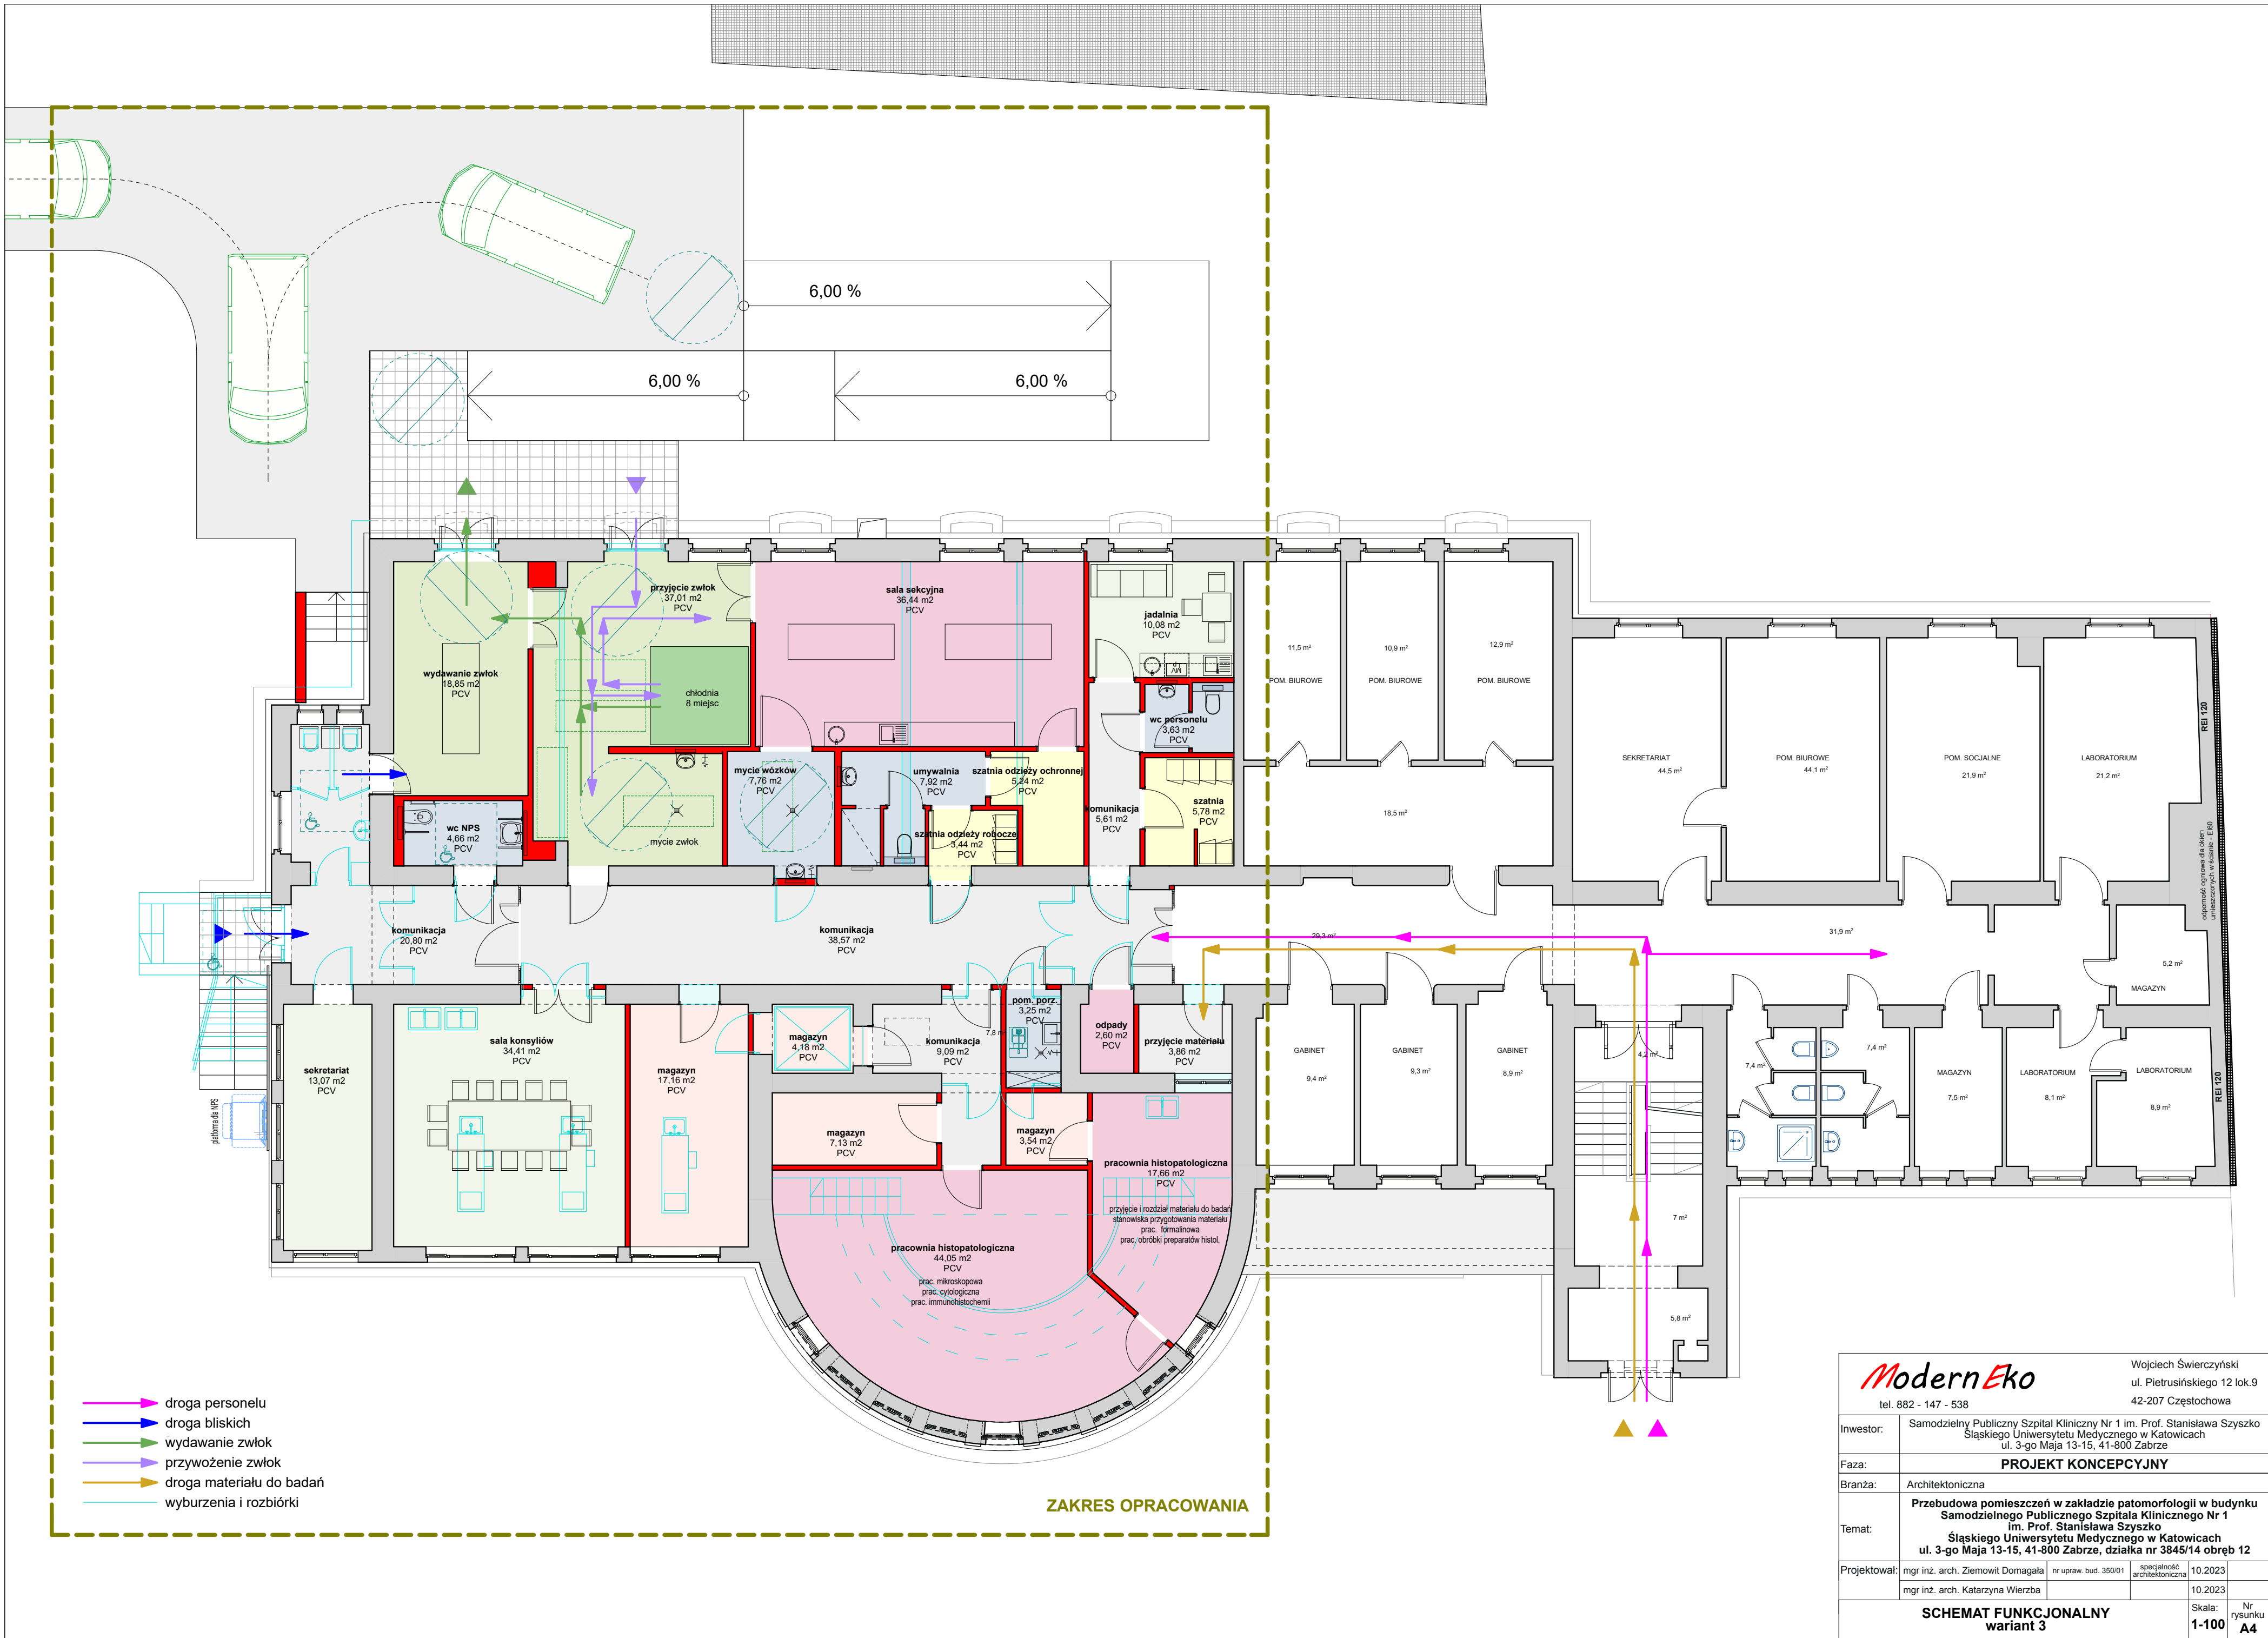 6,00 %
6,00 %
6,00 %
przyjęcie zwłok
37,01 m2
PCV
sala sekcyjna
36,44 m2
PCV
jadalnia
10,08 m2
PCV
wydawanie zwłok
18,85 m2
PCV
chłodnia
8 miejsc
wc personelu
3,63 m2
PCV
mycie wózków
7,76 m2
PCV
umywalnia
7,92 m2
PCV
szatnia odzieży ochronnej
5,24 m2
PCV
komunikacja
5,61 m2
PCV
szatnia
5,78 m2
PCV
wc NPS
4,66 m2
PCV
mycie zwłok
szatnia odzieży roboczej
3,44 m2
PCV
11,5 m²
POM. BIUROWE
10,9 m²
POM. BIUROWE
12,9 m²
POM. BIUROWE
18,5 m²
SEKRETARIAT
44,5 m²
POM. BIUROWE
44,1 m²
POM. SOCJALNE
21,9 m²
LABORATORIUM
21,2 m²
REI 120
odporność ogniowa dla okien
umieszczonych w ścianie - EI60
komunikacja
20,80 m2
PCV
komunikacja
38,57 m2
PCV
29,3 m²
31,9 m²
5,2 m²
MAGAZYN
sekretariat
13,07 m2
PCV
sala konsyliów
34,41 m2
PCV
magazyn
17,16 m2
PCV
magazyn
4,18 m2
PCV
komunikacja
9,09 m2
PCV
7,8 m²
pom. porz.
3,25 m2
PCV
odpady
2,60 m2
PCV
przyjęcie materiału
3,86 m2
PCV
GABINET
9,4 m²
GABINET
9,3 m²
GABINET
8,9 m²
4,2 m²
7,4 m²
7,4 m²
MAGAZYN
7,5 m²
LABORATORIUM
8,1 m²
LABORATORIUM
8,9 m²
REI 120
platforma dla NPS
magazyn
7,13 m2
PCV
magazyn
3,54 m2
PCV
pracownia histopatologiczna
17,66 m2
PCV
przyjęcie i rozdział materiału do badań
stanowiska przygotowania materiału
prac. formalinowa
prac. obróbki preparatów histol.
pracownia histopatologiczna
44,05 m2
PCV
prac. mikroskopowa
prac. cytologiczna
prac. immunohistochemii
7 m²
5,8 m²
droga personelu
droga bliskich
wydawanie zwłok
przywożenie zwłok
droga materiału do badań
wyburzenia i rozbiórki
ZAKRES OPRACOWANIA
ModernEko
tel. 882 - 147 - 538
Wojciech Świerczyński
ul. Pietrusińskiego 12 lok.9
42-207 Częstochowa
Inwestor:
Samodzielny Publiczny Szpital Kliniczny Nr 1 im. Prof. Stanisława Szyszko
Śląskiego Uniwersytetu Medycznego w Katowicach
ul. 3-go Maja 13-15, 41-800 Zabrze
Faza:
PROJEKT KONCEPCYJNY
Branża:
Architektoniczna
Temat:
Przebudowa pomieszczeń w zakładzie patomorfologii w budynku
Samodzielnego Publicznego Szpitala Klinicznego Nr 1
im. Prof. Stanisława Szyszko
Śląskiego Uniwersytetu Medycznego w Katowicach
ul. 3-go Maja 13-15, 41-800 Zabrze, działka nr 3845/14 obręb 12
Projektował:
mgr inż. arch. Ziemowit Domagała
nr upraw. bud. 350/01
specjalność
architektoniczna
10.2023
mgr inż. arch. Katarzyna Wierzba
10.2023
SCHEMAT FUNKCJONALNY
wariant 3
Skala:
1-100
Nr
rysunku
A4